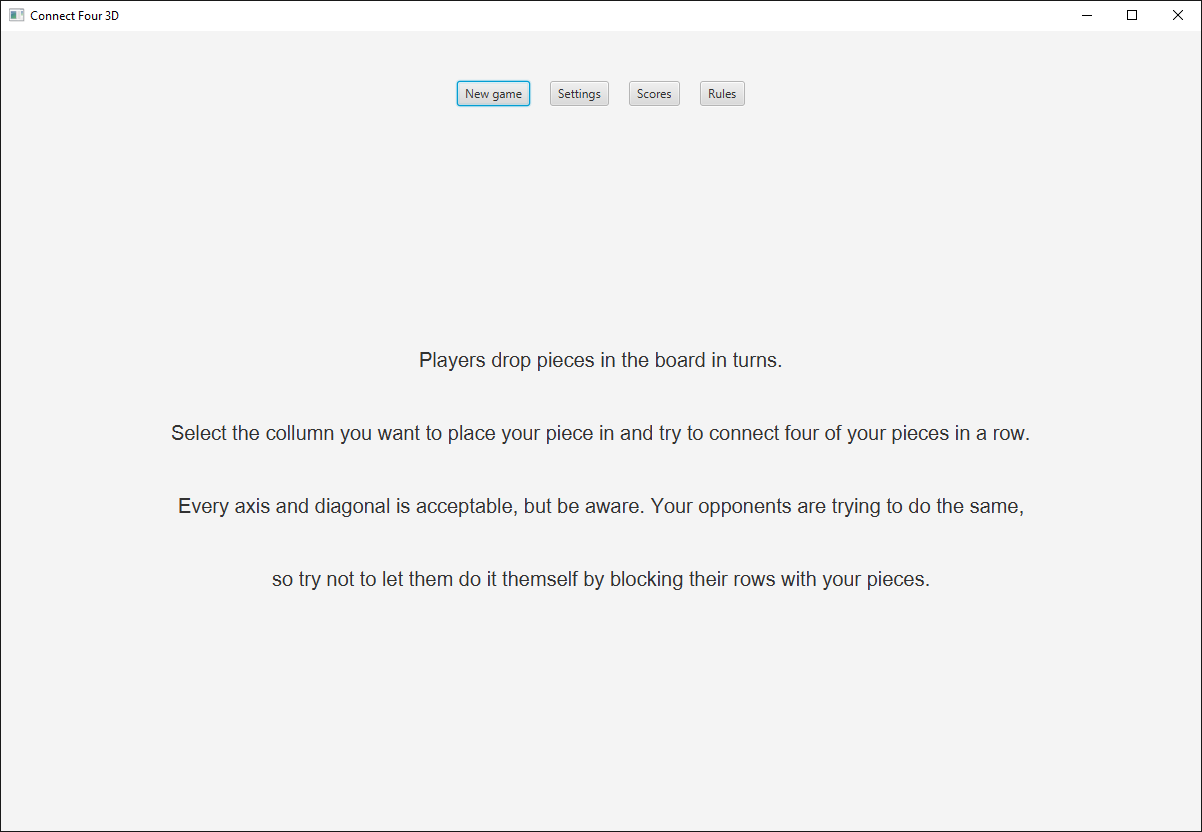 Connect Four 3D
New game Settings Scores Rules
Players drop pieces in the board in turns.
Select the collumn you want to place your piece in and try to connect four of your pieces in a row.
Every axis and diagonal is acceptable, but be aware. Your opponents are trying to do the same,
so try not to let them do it themself by blocking their rows with your pieces.